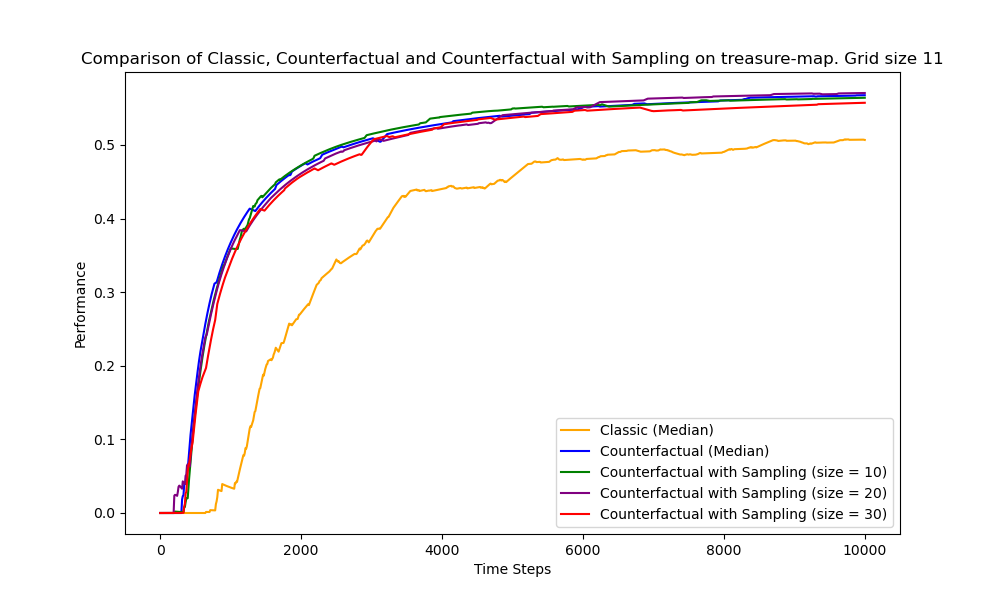 Comparison of Classic, Counterfactual and Counterfactual with Sampling on treasure-map. Grid size 11
Performance
0.5
0.4
0.3
0.2
0.1
0.0
0 2000 4000 6000 8000 10000
Time Steps
Classic (Median)
Counterfactual (Median)
Counterfactual with Sampling (size = 10)
Counterfactual with Sampling (size = 20)
Counterfactual with Sampling (size = 30)